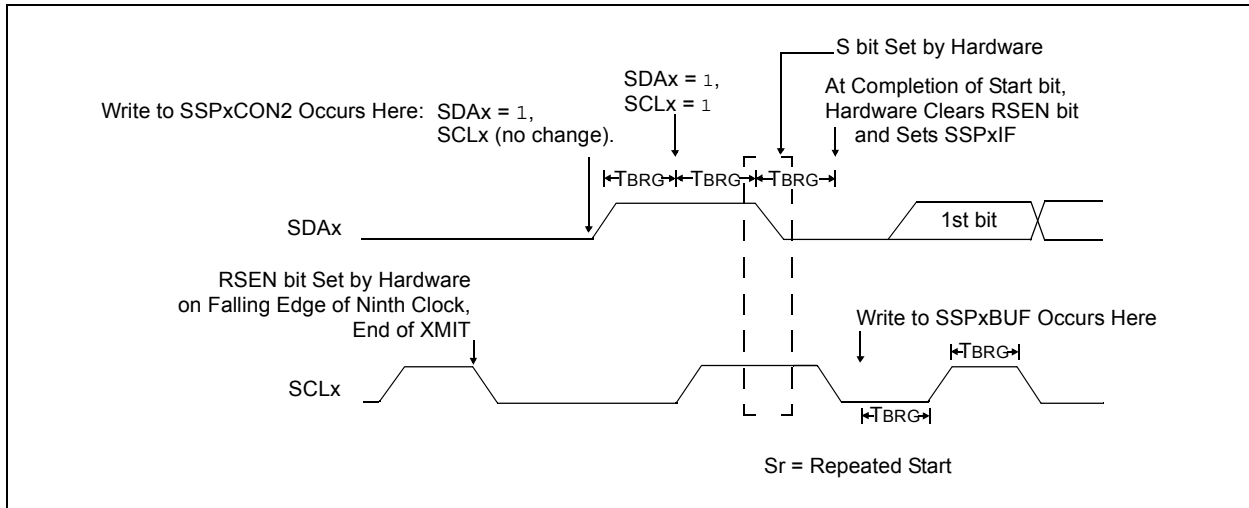 S bit Set by Hardware
SDAx = 1,
SCLx = 1
At Completion of Start bit,
Hardware Clears RSEN bit
and Sets SSPxIF
Write to SSPxCON2 Occurs Here: SDAx = 1,
SCLx (no change).
TBRG TBRG TBRG
SDAx
1st bit
RSEN bit Set by Hardware
on Falling Edge of Ninth Clock,
End of XMIT
Write to SSPxBUF Occurs Here
TBRG
SCLx
TBRG
Sr = Repeated Start